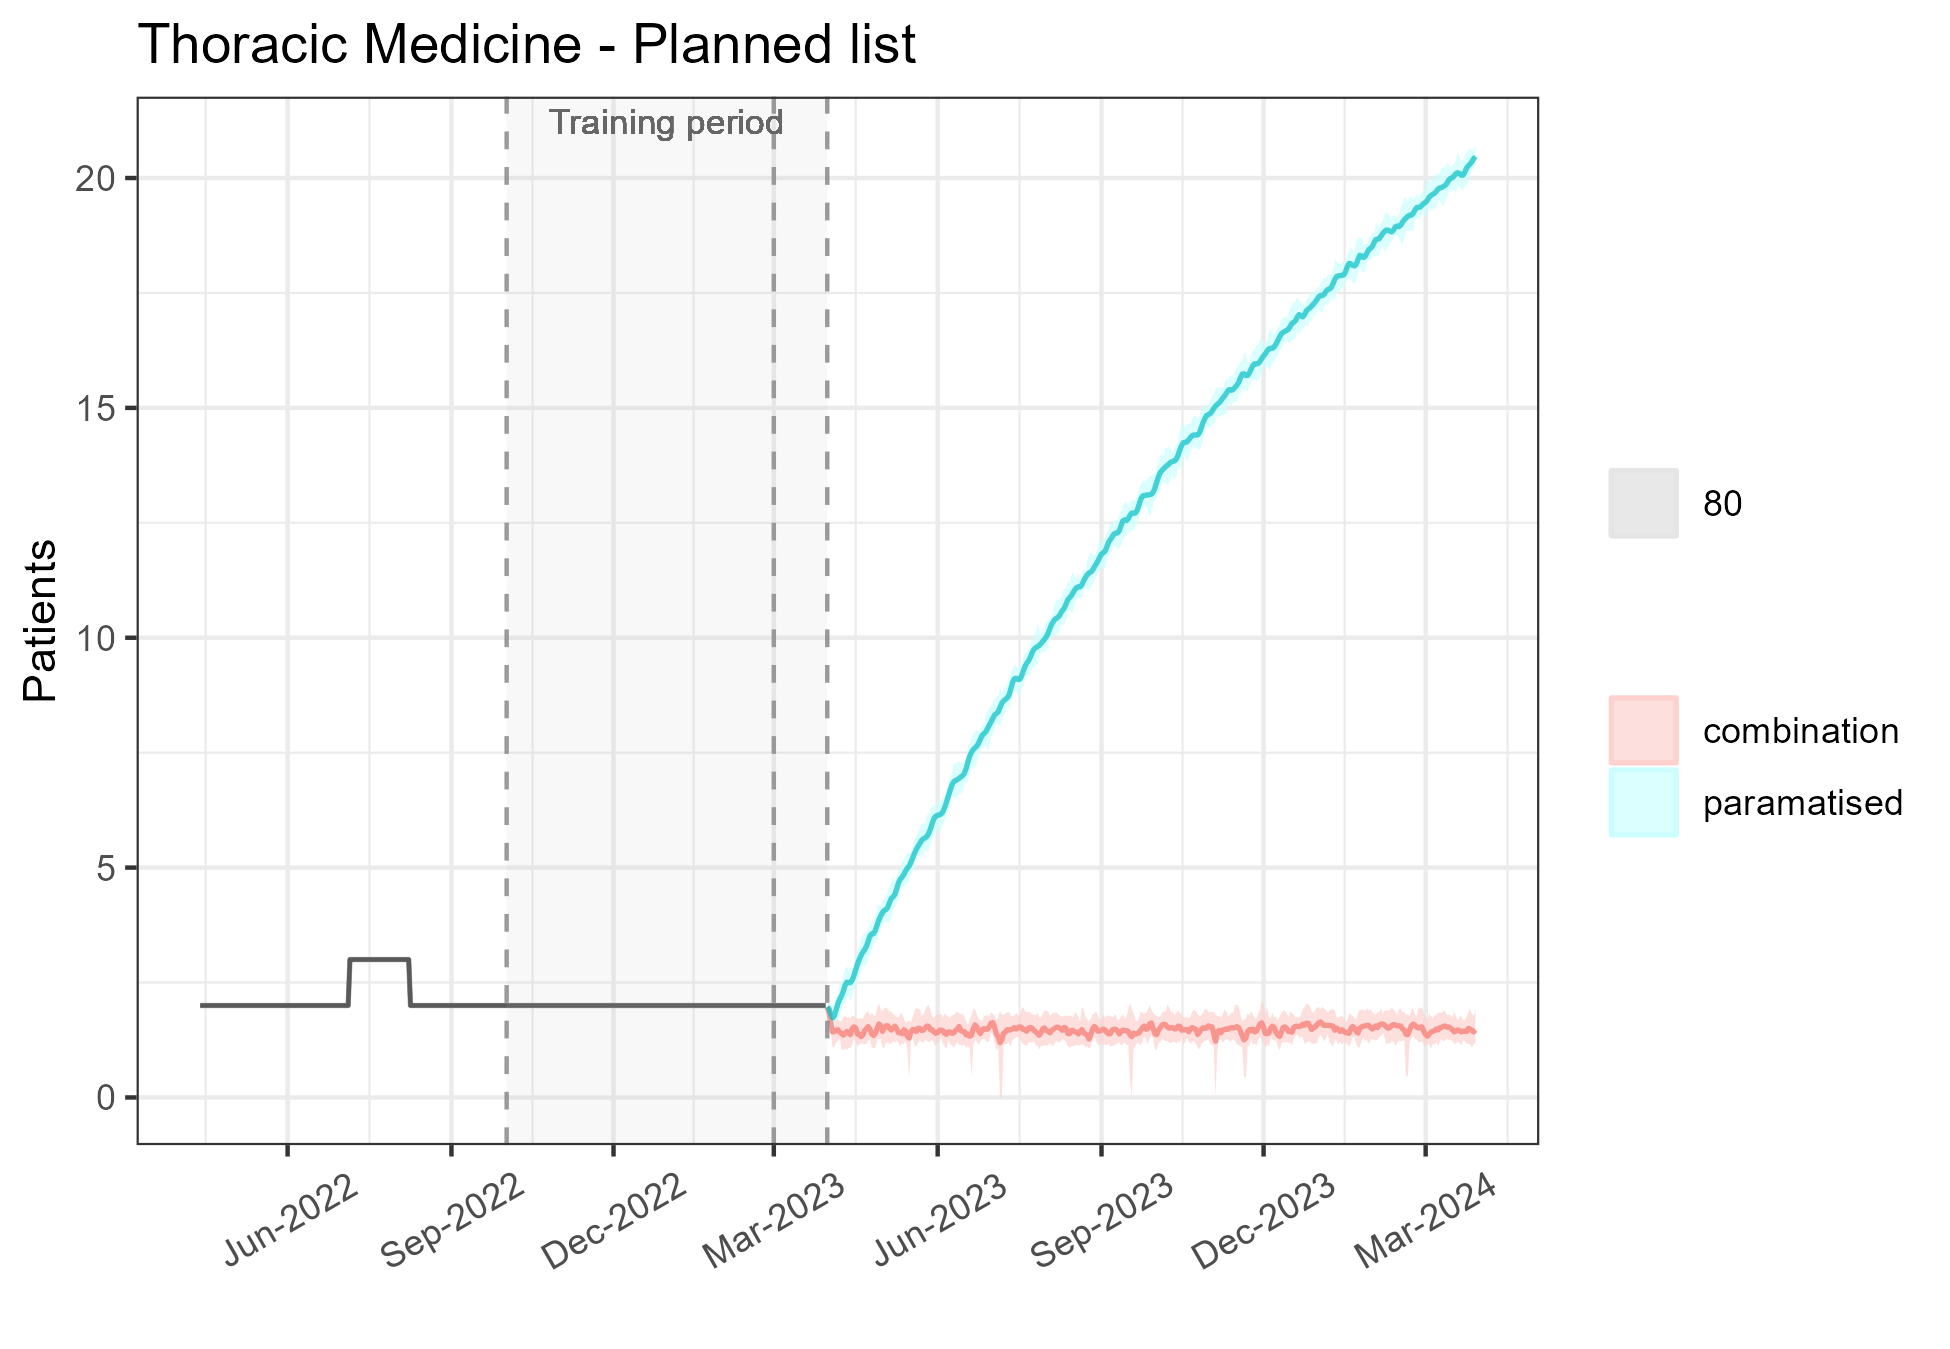 Thoracic Medicine - Planned list
Training period
Patients
20
15
10
5
0
Jun-2022
Sep-2022
Dec-2022
Mar-2023
Jun-2023
Sep-2023
Dec-2023
Mar-2024
80
combination
paramatised